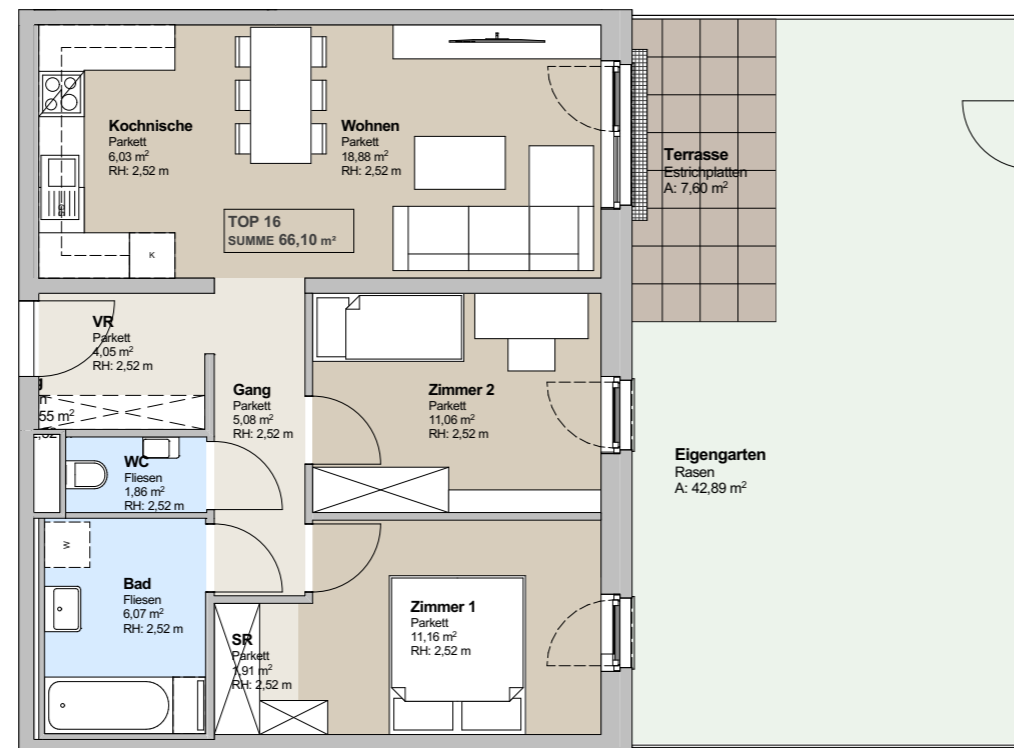 Kochnische
Parkett
6,03 m²
RH: 2,52 m
Wohnen
Parkett
18,88 m²
RH: 2,52 m
Terrasse
Estrichplatten
A: 7,60 m²
TOP 16
SUMME 66,10 m²
K
VR
Parkett
4,05 m²
RH: 2,52 m
55 m²
Gang
Parkett
5,08 m²
RH: 2,52 m
Zimmer 2
Parkett
11,06 m²
RH: 2,52 m
Eigengarten
Rasen
A: 42,89 m²
WC
Fliesen
1,86 m²
RH: 2,52 m
W
Bad
Fliesen
6,07 m²
RH: 2,52 m
SR
Parkett
1,91 m²
RH: 2,52 m
Zimmer 1
Parkett
11,16 m²
RH: 2,52 m